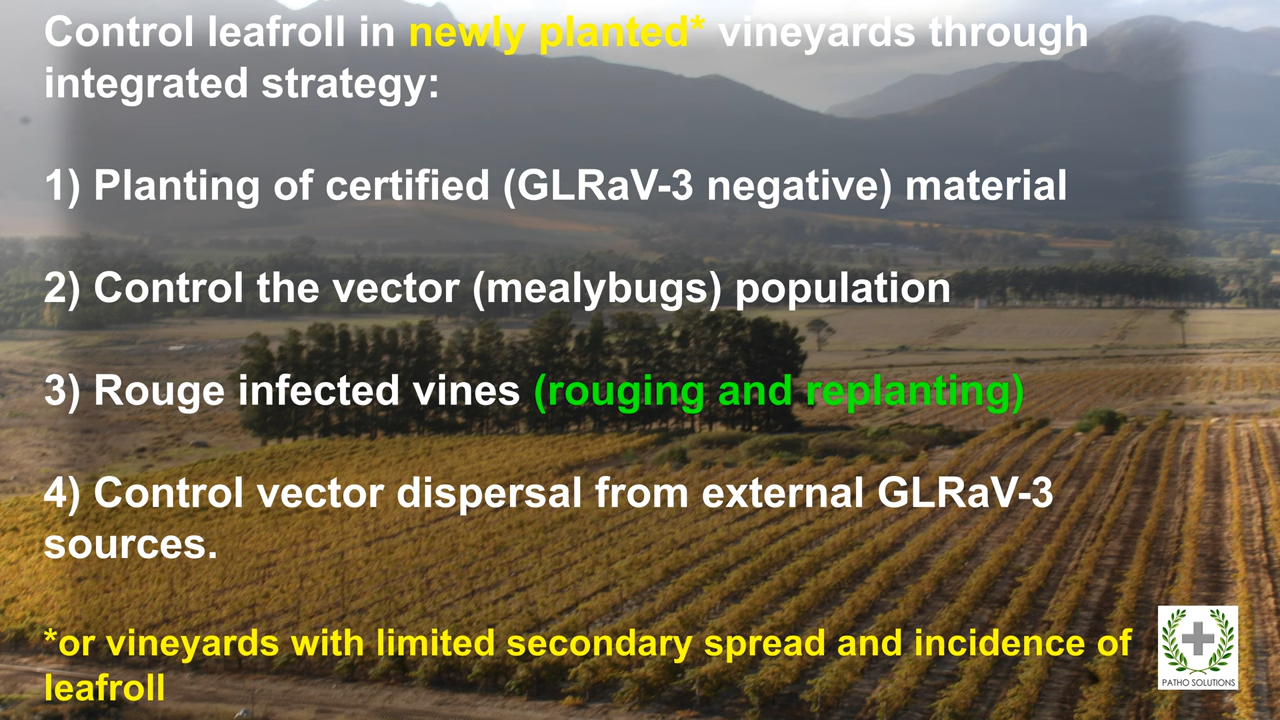 Control leafroll in newly planted* vineyards through
integrated strategy:
1) Planting of certified (GLRaV-3 negative) material
2) Control the vector (mealybugs) population
3) Rouge infected vines (rouging and replanting)
4) Control vector dispersal from external GLRaV-3
sources.
*or vineyards with limited secondary spread and incidence of
leafroll
PATHO SOLUTIONS